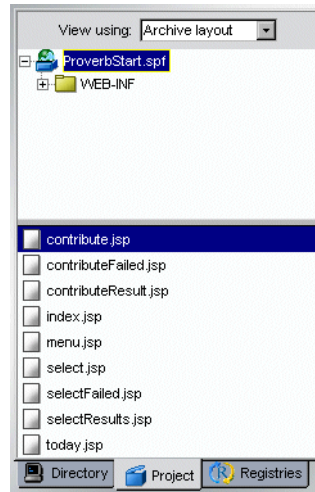 View using: Archive layout
ProverbStart.spf
WEB-INF
contribute.jsp
contributeFailed.jsp
contributeResult.jsp
index.jsp
menu.jsp
select.jsp
selectFailed.jsp
selectResults.jsp
today.jsp
Directory Project Registries